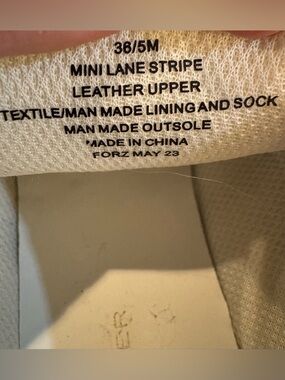 36/5M
MINI LANE STRIPE
LEATHER UPPER
TEXTILE/MAN MADE LINING AND SOCK
MAN MADE OUTSOLE
MADE IN CHINA
FORZ MAY 23